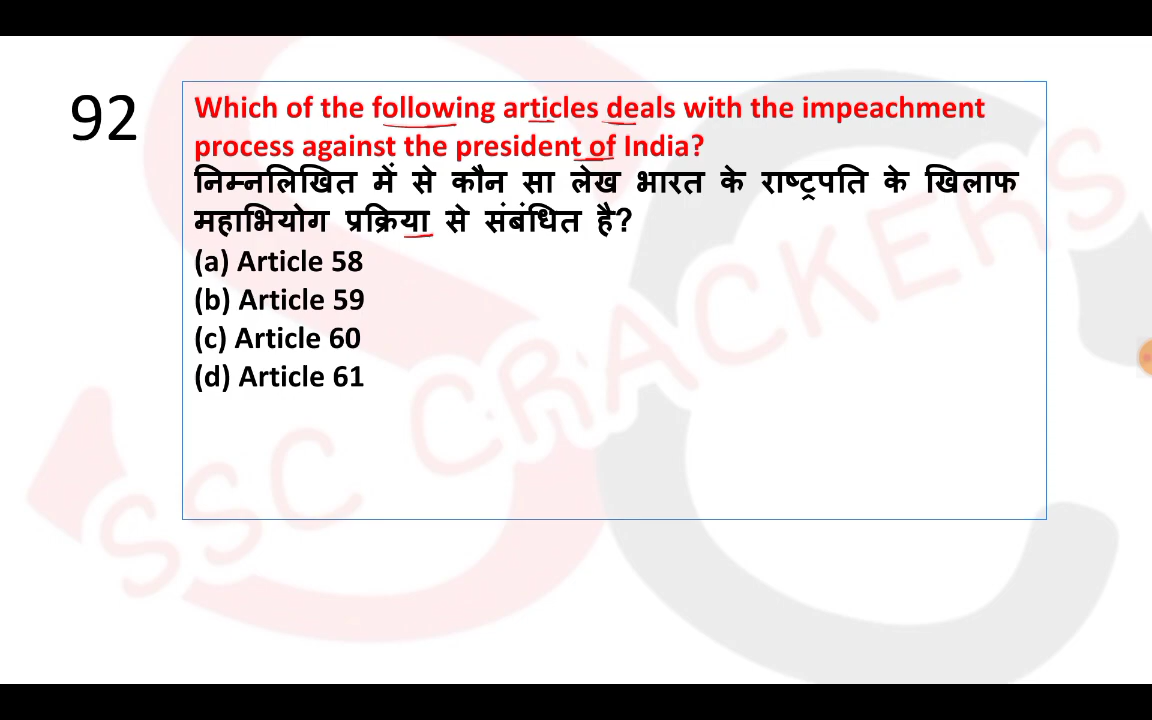 92
Which of the following articles deals with the impeachment
process against the president of India?
निम्नलिखित में से कौन सा लेख भारत के राष्ट्रपति के खिलाफ
महाभियोग प्रक्रिया से संबंधित है?
(a) Article 58
(b) Article 59
(c) Article 60
(d) Article 61
SSC CRACKERS